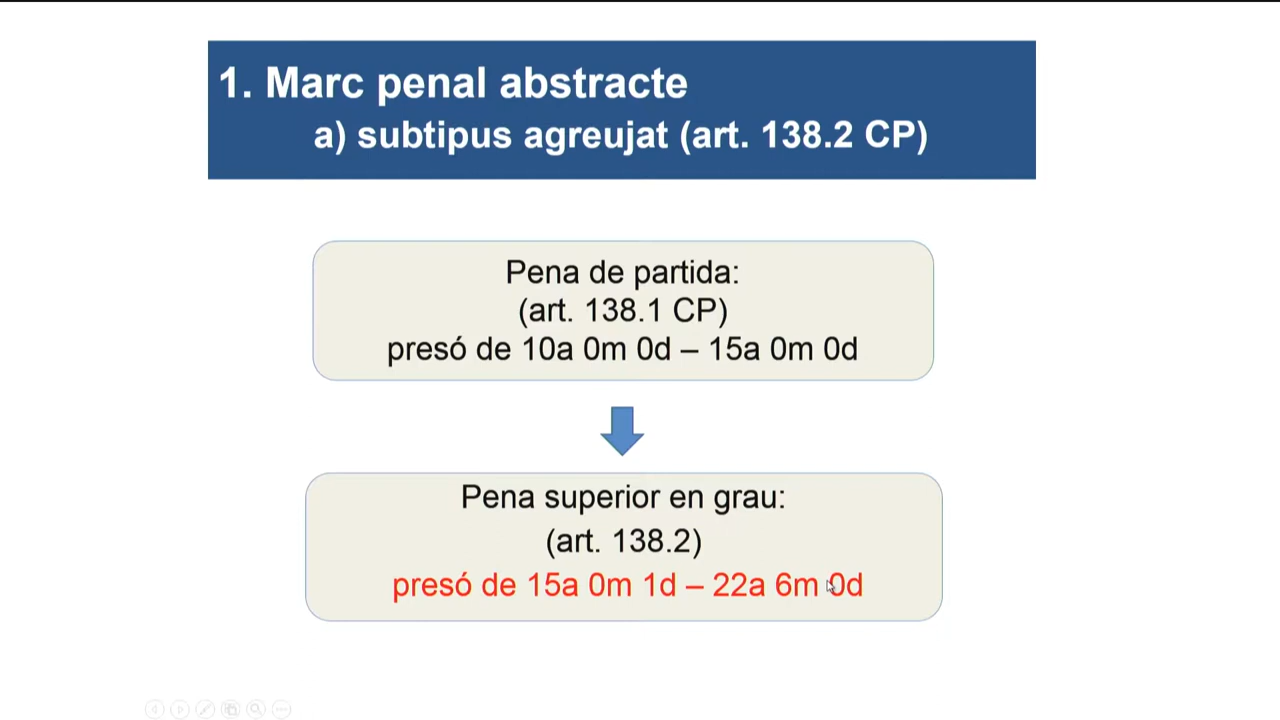 1. Marc penal abstracte
a) subtipus agreujat (art. 138.2 CP)
Pena de partida:
(art. 138.1 CP)
presó de 10a 0m 0d – 15a 0m 0d
Pena superior en grau:
(art. 138.2)
presó de 15a 0m 1d – 22a 6m 0d